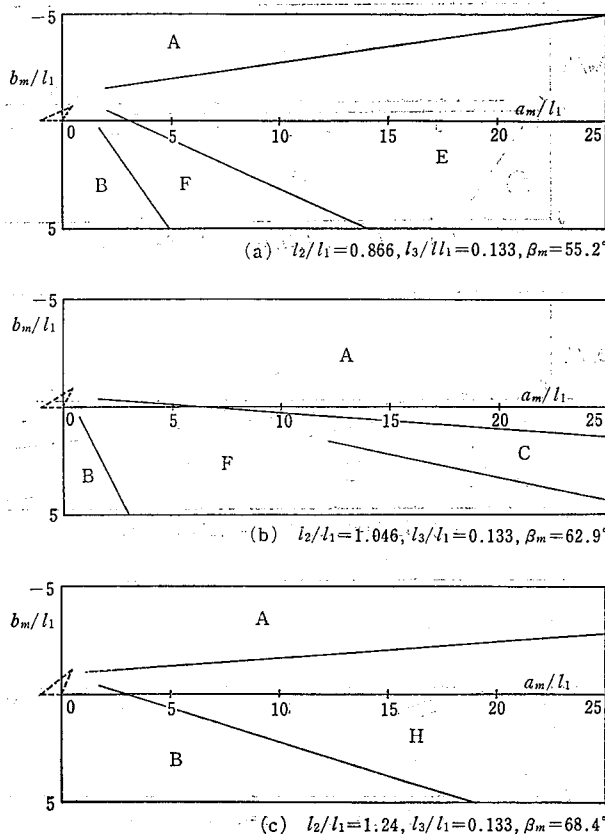 -5
A
b_m/l_1
a_m/l_1
0 5 10 15 20 25
E
B F
5
(a) l_2/l_1=0.866, l_3/ll_1=0.133, β_m=55.2°
-5
b_m/l_1
A
a_m/l_1
0 5 10 15 20 25
C
B F
5
(b) l_2/l_1=1.046, l_3/l_1=0.133, β_m=62.9°
-5
A
b_m/l_1
a_m/l_1
0 5 10 15 20 25
H
B
5
(c) l_2/l_1=1.24, l_3/l_1=0.133, β_m=68.4°